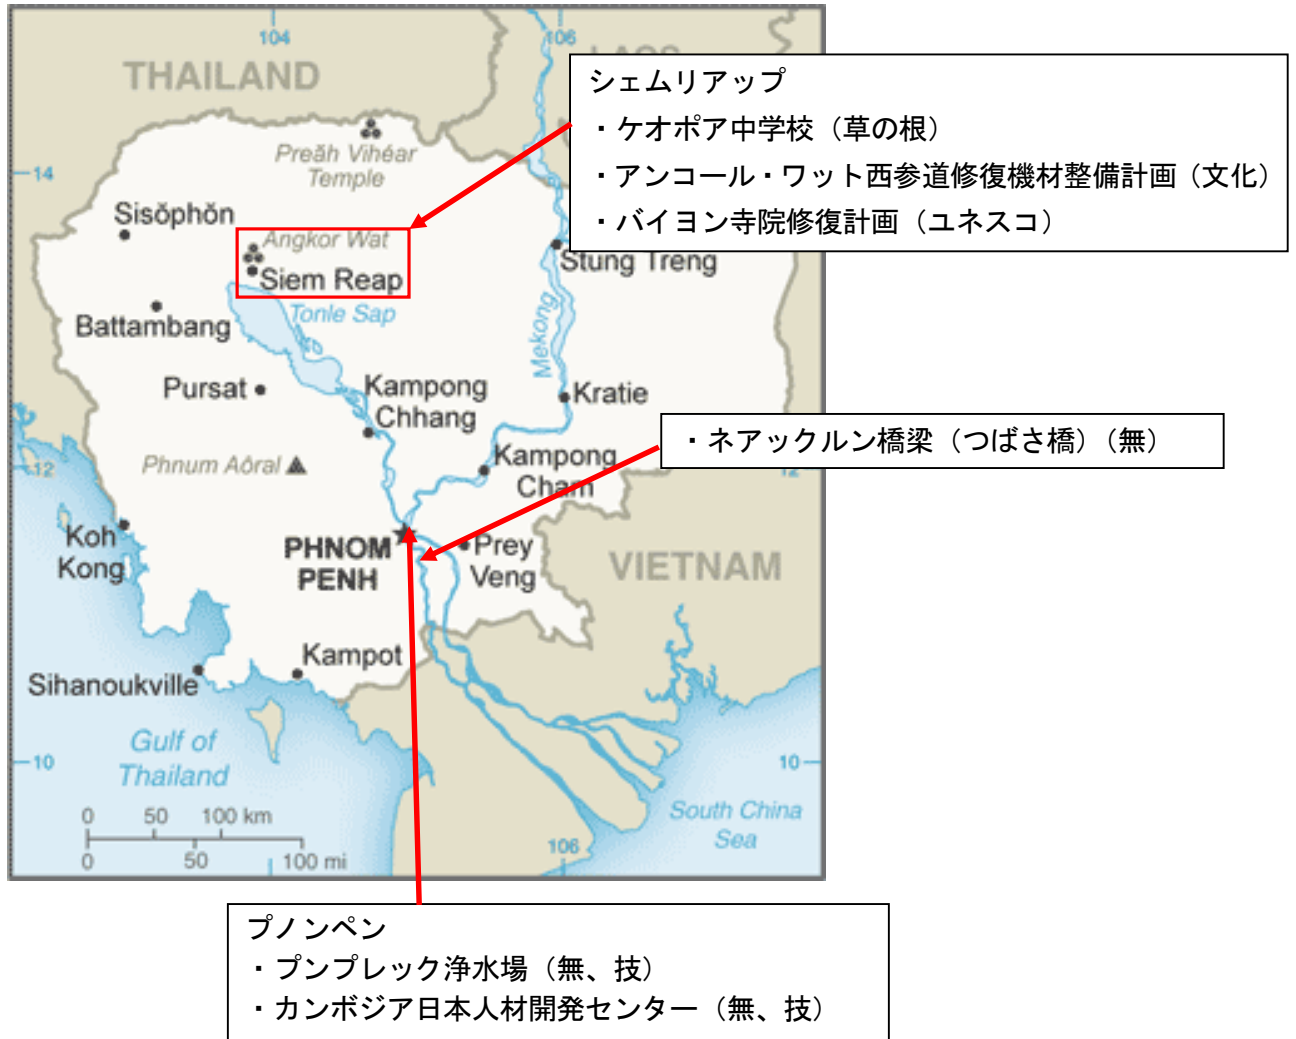 104
106
THAILAND
シェムリアップ
・ケオポア中学校（草の根）
・アンコール・ワット西参道修復機材整備計画（文化）
・バイヨン寺院修復計画（ユネスコ）
14
Preăh Vihéar
Temple
Sisŏphŏn
Angkor Wat
Siem Reap
Stung Treng
Tonle Sap
Battambang
Mekong
Pursat
Kampong
Chhang
Kratie
・ネアックルン橋梁（つばさ橋）（無）
12
Phnum Aôral
Kampong
Cham
12
Koh
Kong
PHNOM
PENH
Prey
Veng
VIETNAM
Kampot
Sihanoukville
Gulf of
Thailand
10
10
South China
Sea
0 50 100 km
0 50 100 mi
106
プノンペン
・プンプレック浄水場（無、技）
・カンボジア日本人材開発センター（無、技）